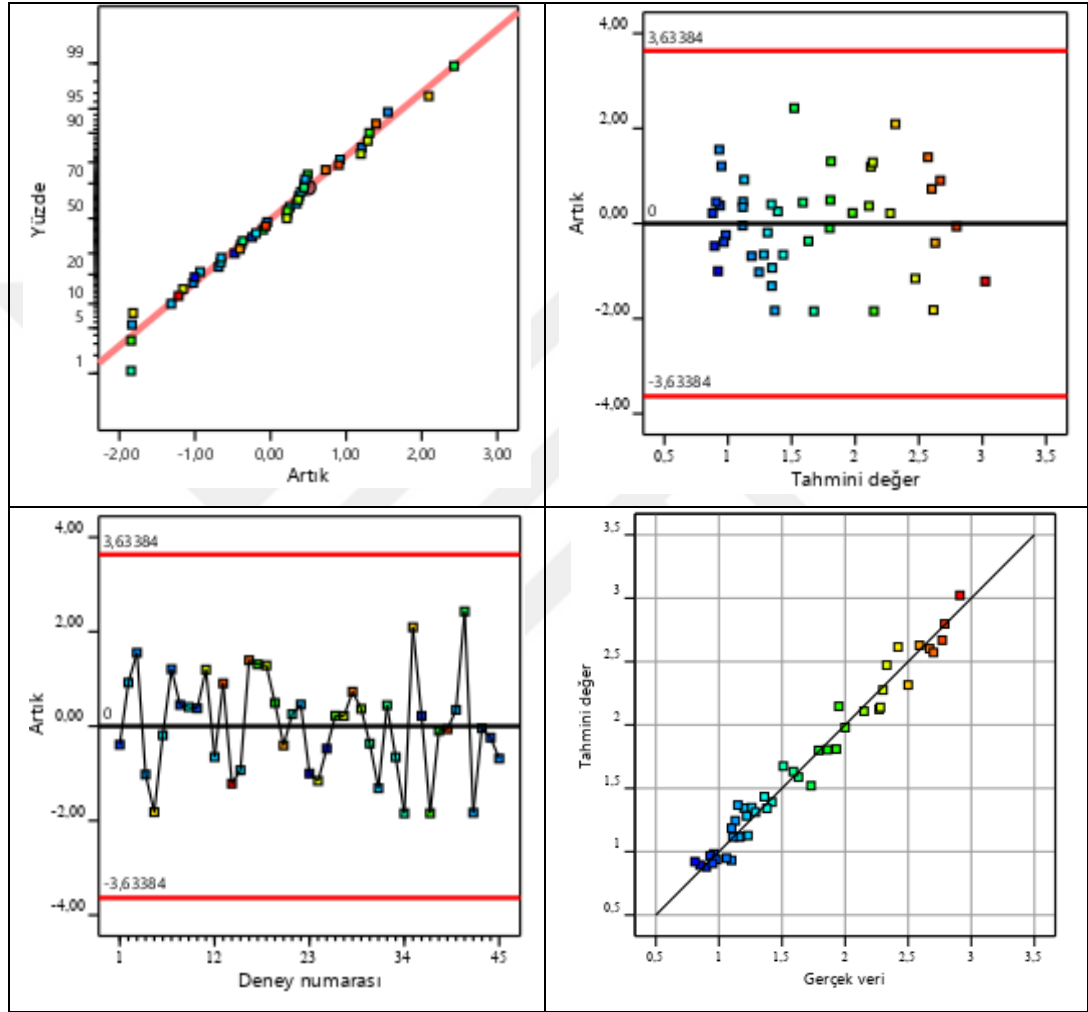 99
95
90
70
50
20
10
5
1
Yüzde
-2,00 -1,00 0,00 1,00 2,00 3,00
Artık
4,00
2,00
0,00
-2,00
-4,00
3,63384
0
-3,63384
Artık
0,5 1 1,5 2 2,5 3 3,5
Tahmini değer
4,00
2,00
0,00
-2,00
-4,00
3,63384
0
-3,63384
Artık
1 12 23 34 45
Deney numarası
3,5
3
2,5
2
1,5
1
0,5
Tahmini değer
0,5 1 1,5 2 2,5 3 3,5
Gerçek veri